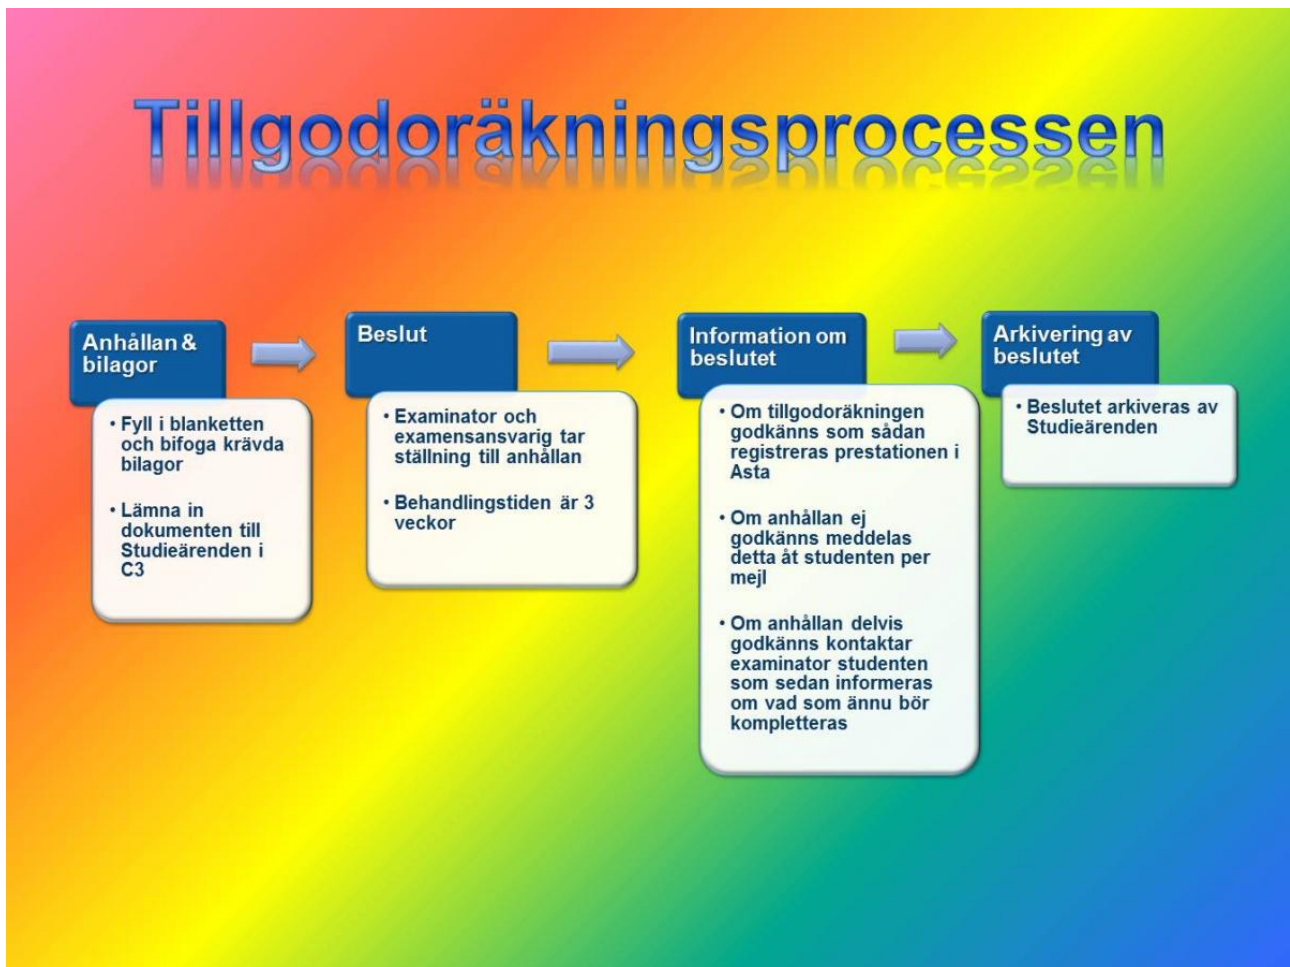 Tillgodoräkningsprocessen
Anhållan &
bilagor
• Fyll i blanketten
och bifoga krävda
bilagor
• Lämna in
dokumenten till
Studieärenden i
C3
Beslut
• Examinator och
examensansvarig tar
ställning till anhållan
• Behandlingstiden är 3
veckor
Information om
beslutet
• Om tillgodoräkningen
godkänns som sådan
registreras prestationen i
Asta
• Om anhållan ej
godkänns meddelas
detta åt studenten per
mejl
• Om anhållan delvis
godkänns kontaktar
examinator studenten
som sedan informeras
om vad som ännu bör
kompletteras
Arkivering av
beslutet
• Beslutet arkiveras av
Studieärenden